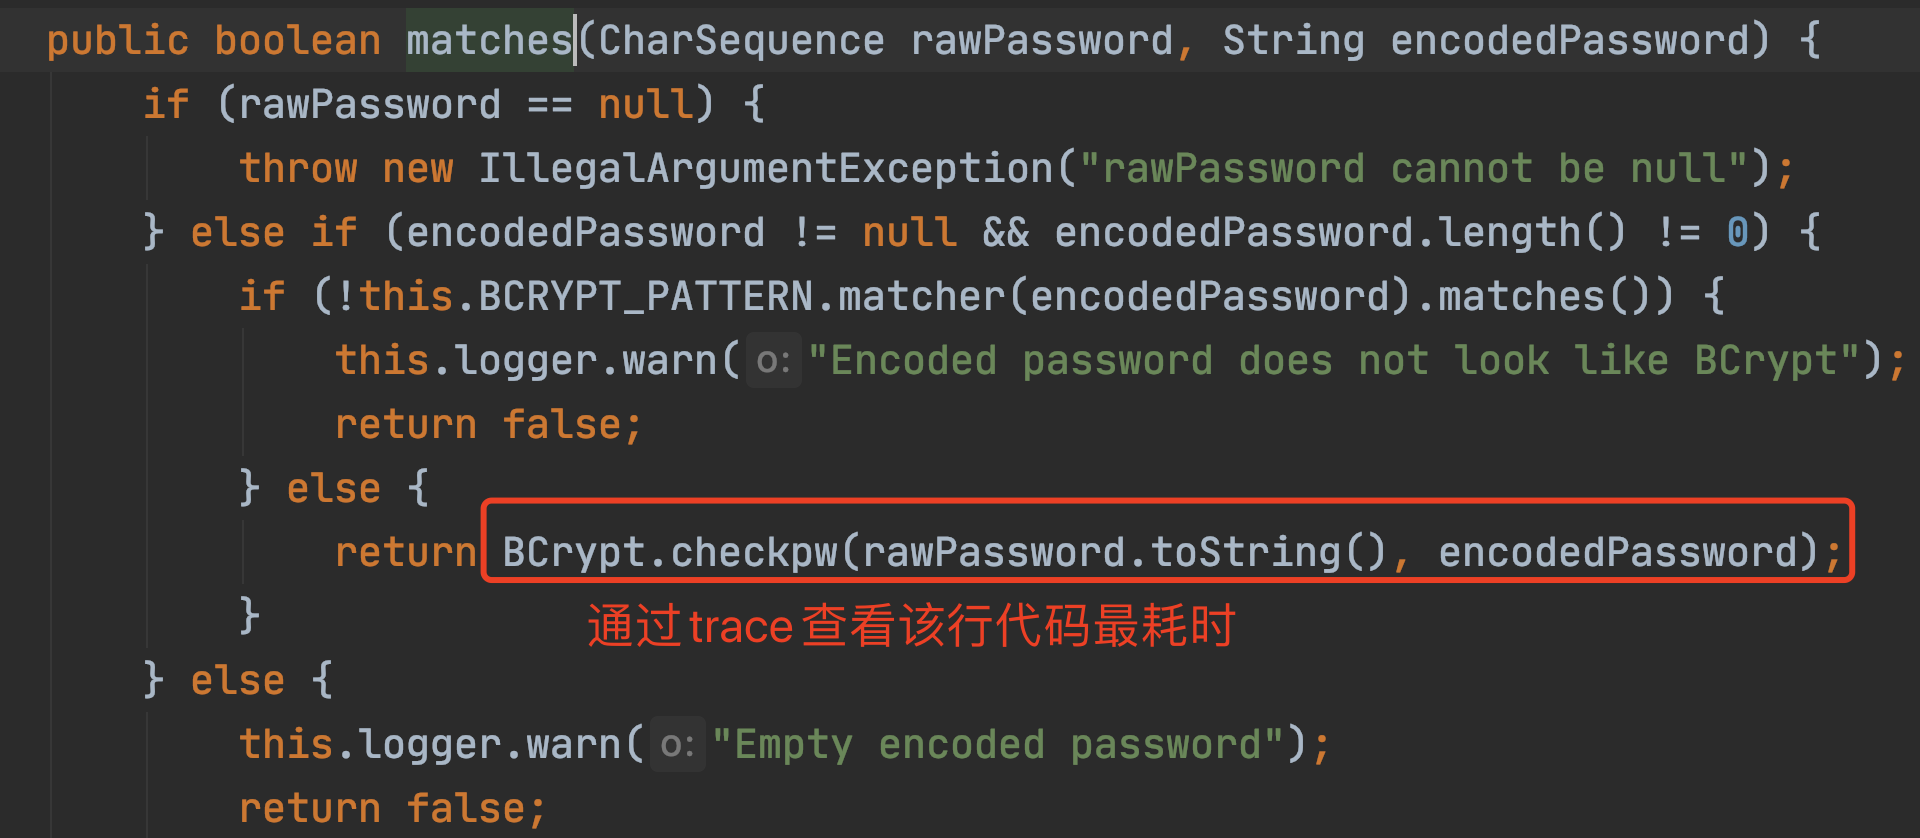 public boolean matches(CharSequence rawPassword, String encodedPassword) {
if (rawPassword == null) {
throw new IllegalArgumentException("rawPassword cannot be null");
} else if (encodedPassword != null && encodedPassword.length() != 0) {
if (!this.BCRYPT_PATTERN.matcher(encodedPassword).matches()) {
this.logger.warn( o: "Encoded password does not look like BCrypt");
return false;
} else {
return BCrypt.checkpw(rawPassword.toString(), encodedPassword);
}
通过trace查看该行代码最耗时
} else {
this.logger.warn( o: "Empty encoded password");
return false;